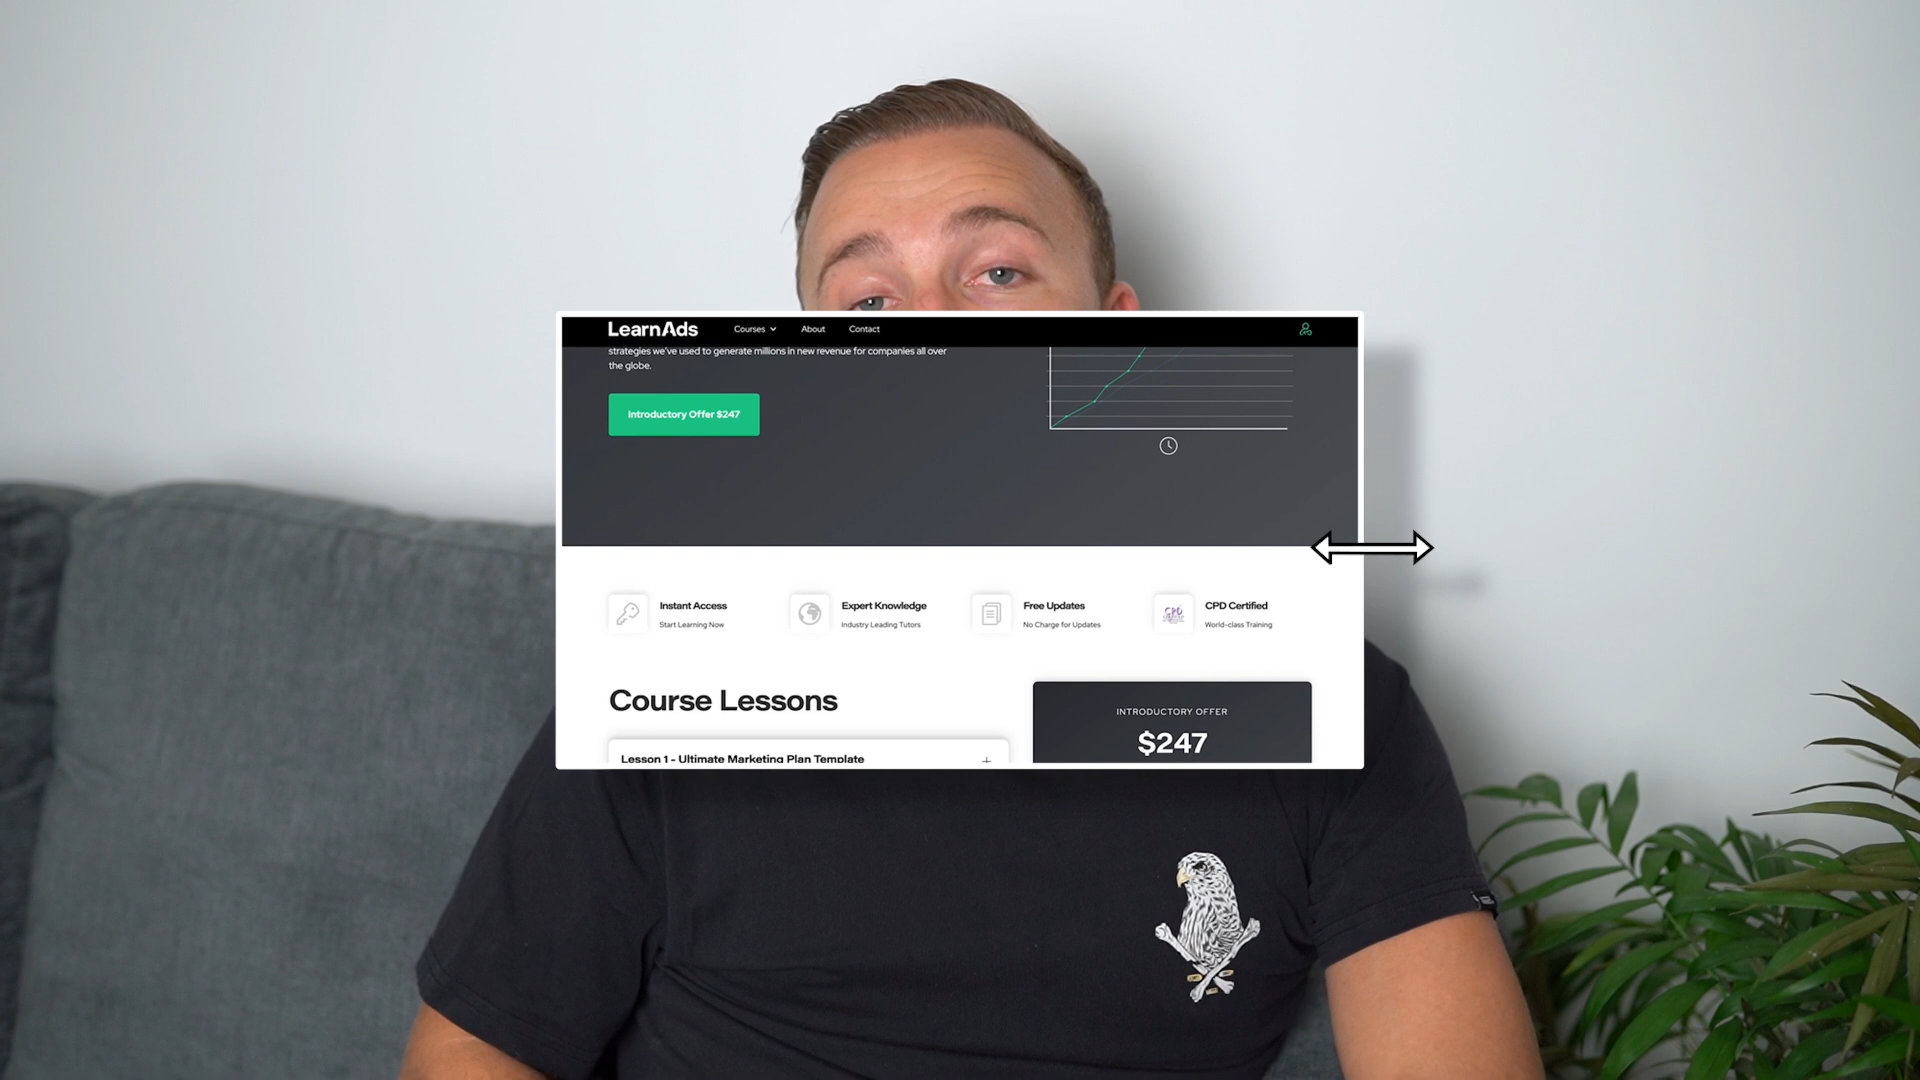 LearnAds
Courses
About
Contact
strategies we've used to generate millions in new revenue for companies all over
the globe.
Introductory Offer $247
Instant Access
Start Learning Now
Expert Knowledge
Industry Leading Tutors
Free Updates
No Charge for Updates
CPD
CPD Certified
World-class Training
Course Lessons
Lesson 1 - Ultimate Marketing Plan Template
INTRODUCTORY OFFER
$247